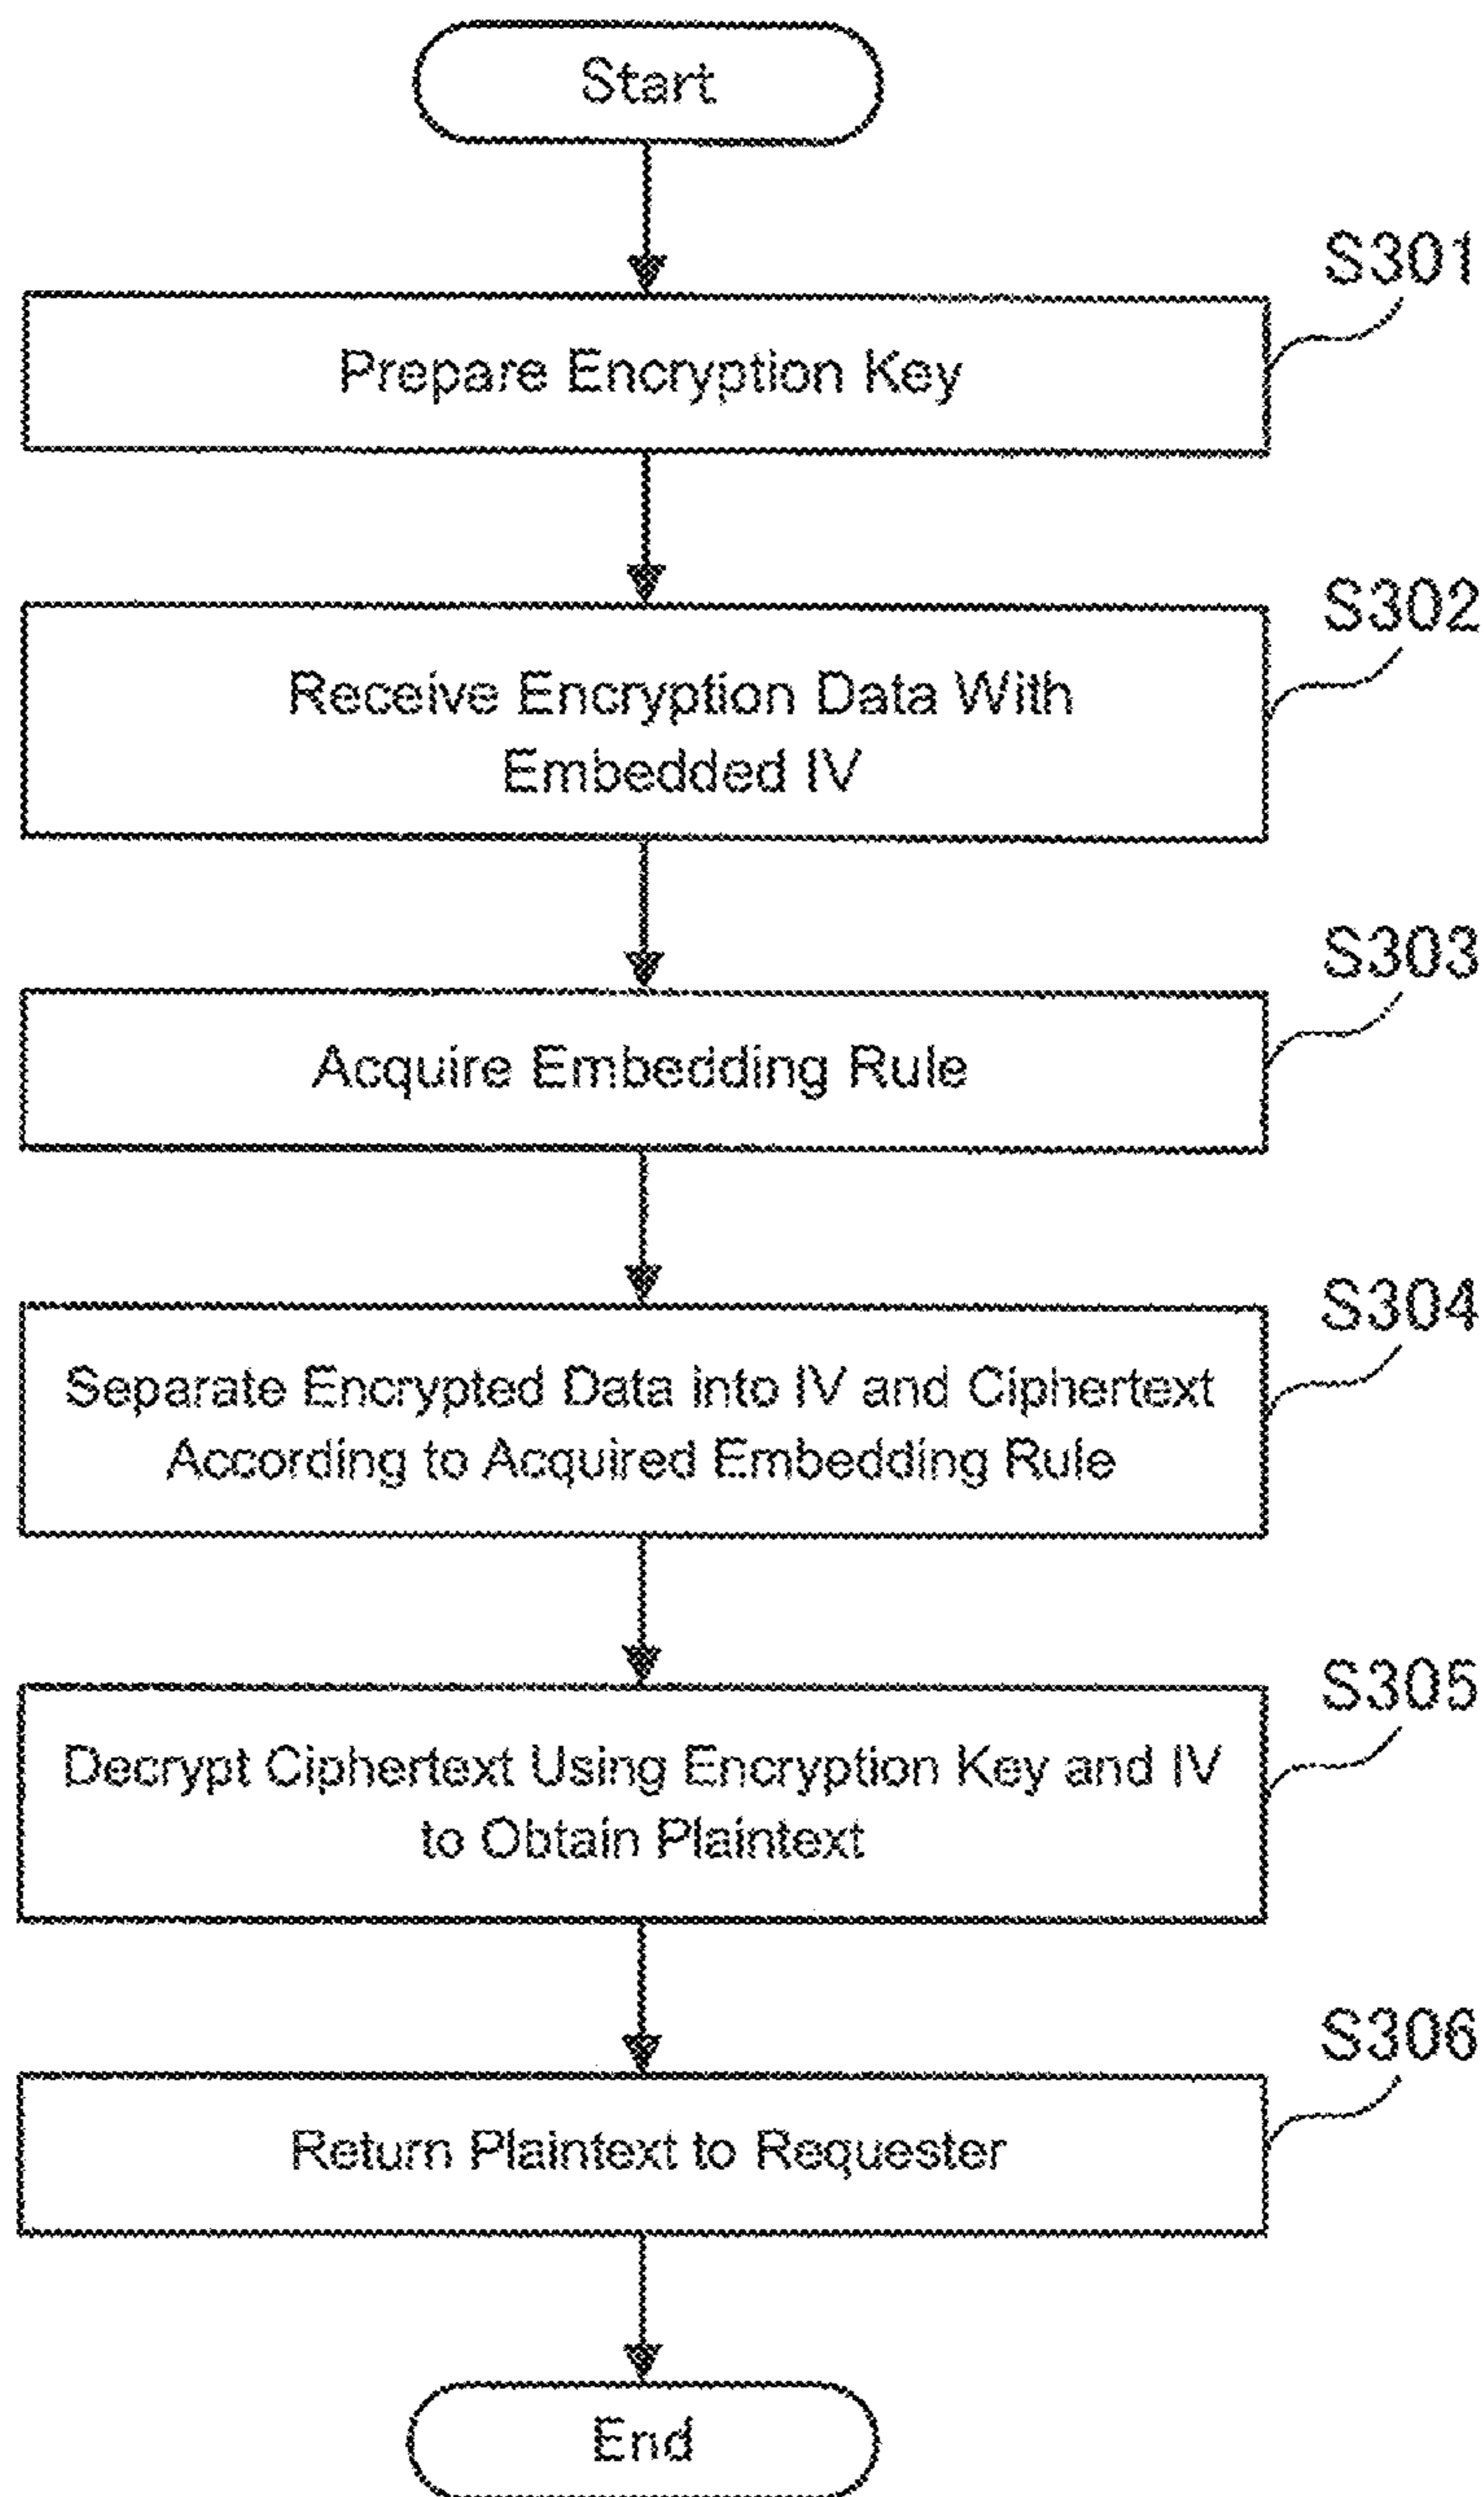 Start
S301
Prepare Encryption Key
S302
Receive Encryption Data With
Embedded IV
S303
Acquire Embedding Rule
S304
Separate Encrypted Data into IV and Ciphertext
According to Acquired Embedding Rule
S305
Decrypt Ciphertext Using Encryption Key and IV
to Obtain Plaintext
S306
Return Plaintext to Requester
End